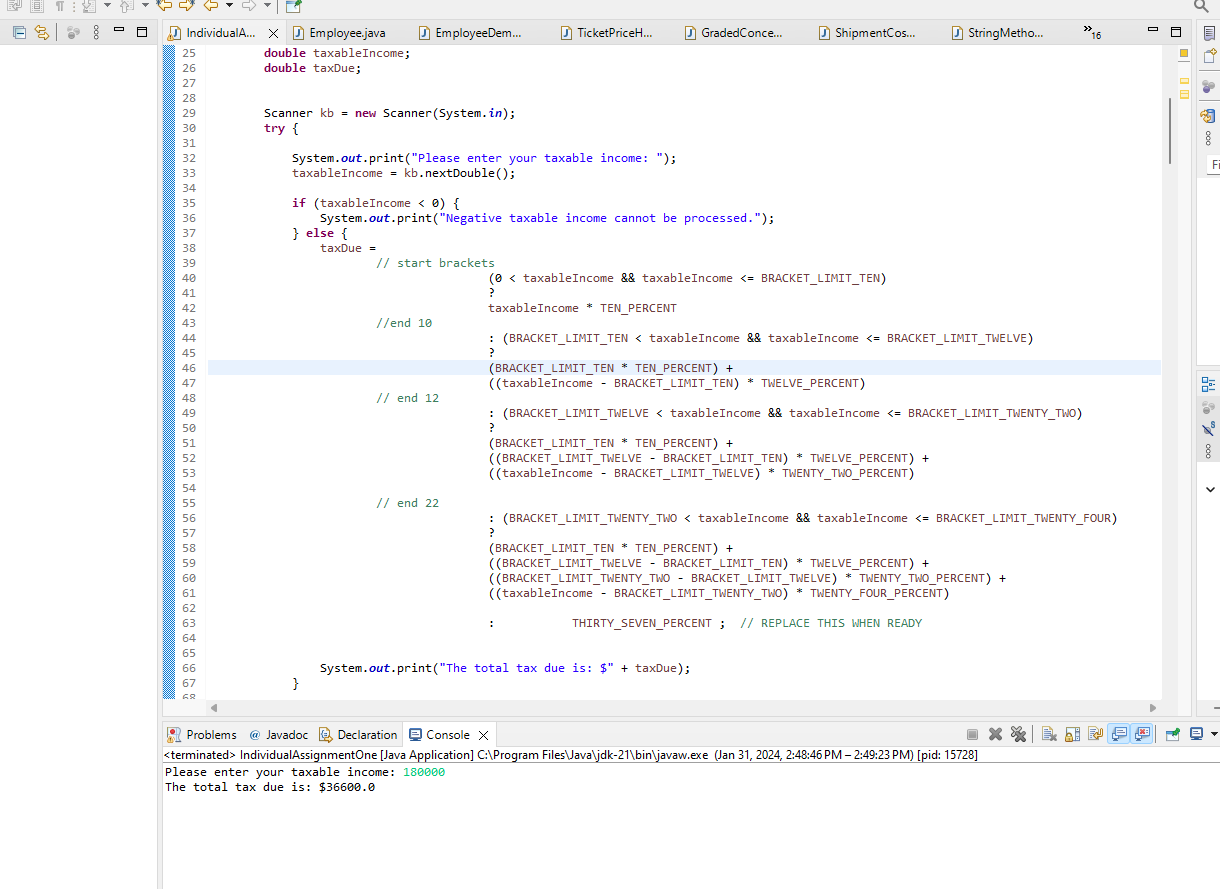 IndividualA...
Employee.java
EmployeeDem...
TicketPriceH...
GradedConce...
ShipmentCos...
StringMetho...
»16
25 double taxableIncome;
26 double taxDue;
27
28
29 Scanner kb = new Scanner(System.in);
30 try {
31
32 System.out.print("Please enter your taxable income: ");
33 taxableIncome = kb.nextDouble();
34
35 if (taxableIncome < 0) {
36 System.out.print("Negative taxable income cannot be processed.");
37 } else {
38 taxDue =
39 // start brackets
40 (0 < taxableIncome && taxableIncome <= BRACKET_LIMIT_TEN)
41 ?
42 taxableIncome * TEN_PERCENT
43 //end 10
44 : (BRACKET_LIMIT_TEN < taxableIncome && taxableIncome <= BRACKET_LIMIT_TWELVE)
45 ?
46 (BRACKET_LIMIT_TEN * TEN_PERCENT) +
47 ((taxableIncome - BRACKET_LIMIT_TEN) * TWELVE_PERCENT)
48 // end 12
49 : (BRACKET_LIMIT_TWELVE < taxableIncome && taxableIncome <= BRACKET_LIMIT_TWENTY_TWO)
50 ?
51 (BRACKET_LIMIT_TEN * TEN_PERCENT) +
52 ((BRACKET_LIMIT_TWELVE - BRACKET_LIMIT_TEN) * TWELVE_PERCENT) +
53 ((taxableIncome - BRACKET_LIMIT_TWELVE) * TWENTY_TWO_PERCENT)
54
55 // end 22
56 : (BRACKET_LIMIT_TWENTY_TWO < taxableIncome && taxableIncome <= BRACKET_LIMIT_TWENTY_FOUR)
57 ?
58 (BRACKET_LIMIT_TEN * TEN_PERCENT) +
59 ((BRACKET_LIMIT_TWELVE - BRACKET_LIMIT_TEN) * TWELVE_PERCENT) +
60 ((BRACKET_LIMIT_TWENTY_TWO - BRACKET_LIMIT_TWELVE) * TWENTY_TWO_PERCENT) +
61 ((taxableIncome - BRACKET_LIMIT_TWENTY_TWO) * TWENTY_FOUR_PERCENT)
62
63 : THIRTY_SEVEN_PERCENT ; // REPLACE THIS WHEN READY
64
65
66 System.out.print("The total tax due is: $" + taxDue);
67 }
68
Fi
Problems
@ Javadoc
Declaration
Console
<terminated> IndividualAssignmentOne [Java Application] C:\Program Files\Java\jdk-21\bin\javaw.exe (Jan 31, 2024, 2:48:46 PM – 2:49:23 PM) [pid: 15728]
Please enter your taxable income: 180000
The total tax due is: $36600.0